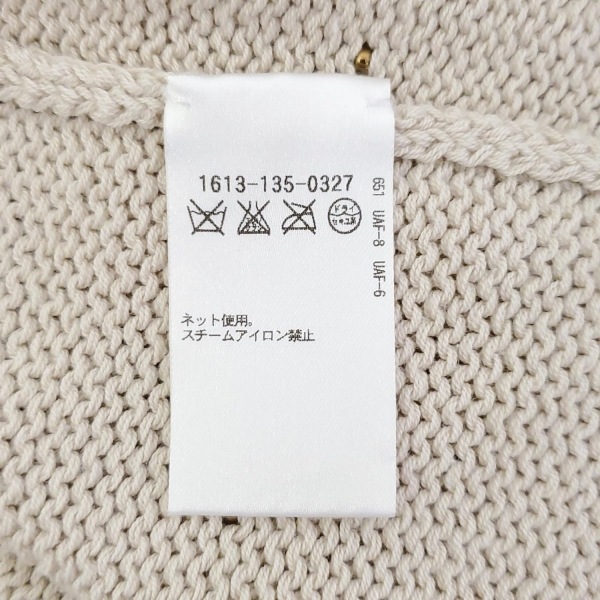 1613-135-0327
ドライ
セキユ系
ネット使用。
スチームアイロン禁止
651 UAF-8 UAF-6